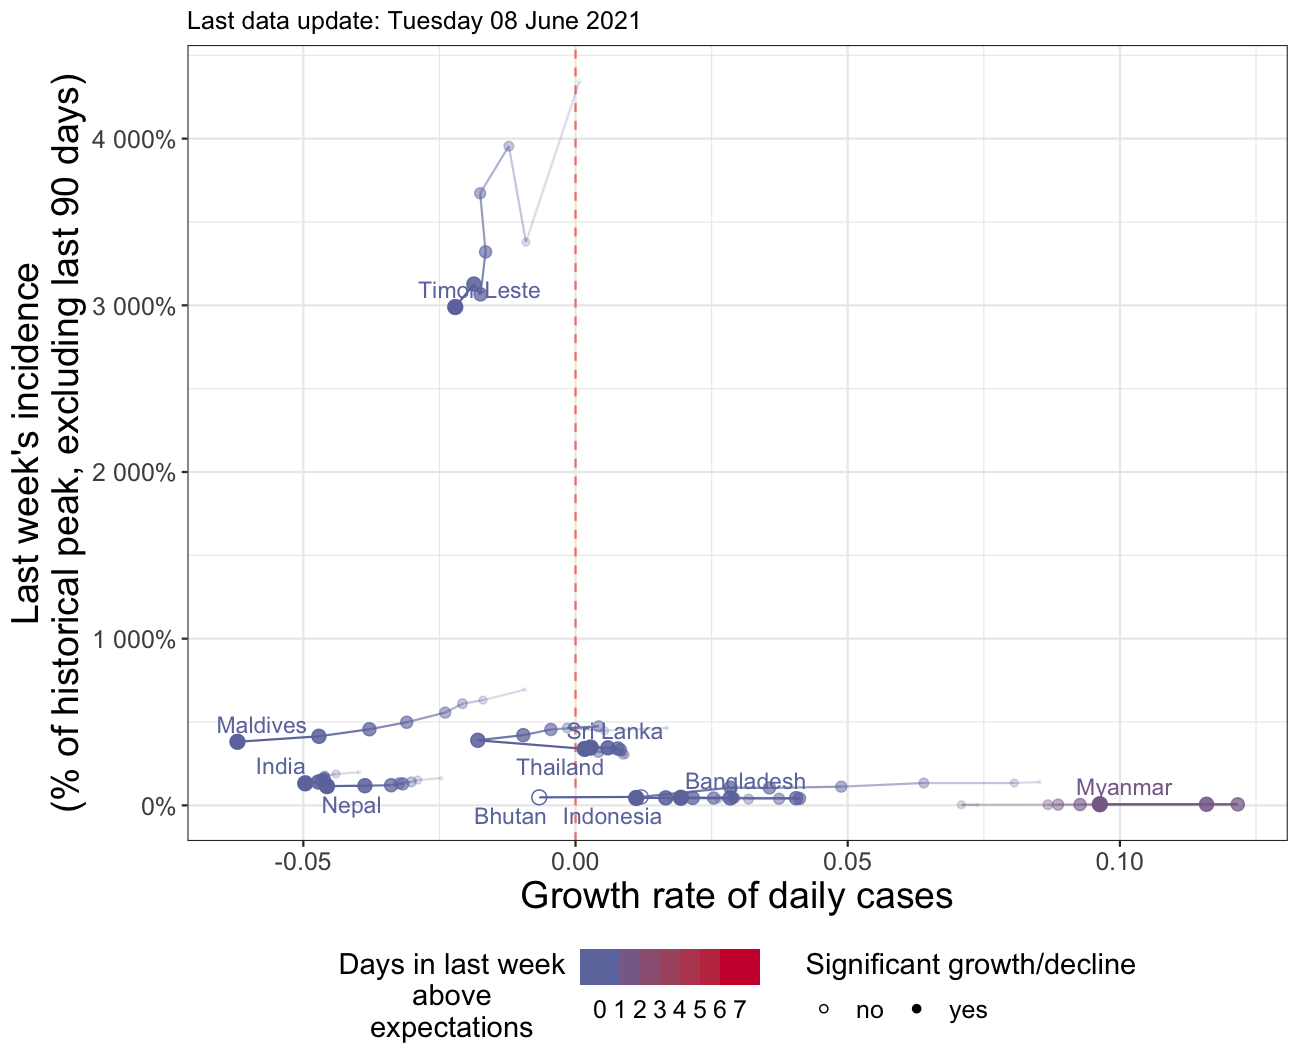 Last data update: Tuesday 08 June 2021
Last week's incidence
(% of historical peak, excluding last 90 days)
4 000%
3 000%
2 000%
1 000%
0%
Timor-Leste
Maldives
Sri Lanka
India
Thailand
Bangladesh
Myanmar
Nepal
Bhutan
Indonesia
-0.05
0.00
0.05
0.10
Growth rate of daily cases
Days in last week
above
expectations
0 1 2 3 4 5 6 7
Significant growth/decline
no
yes